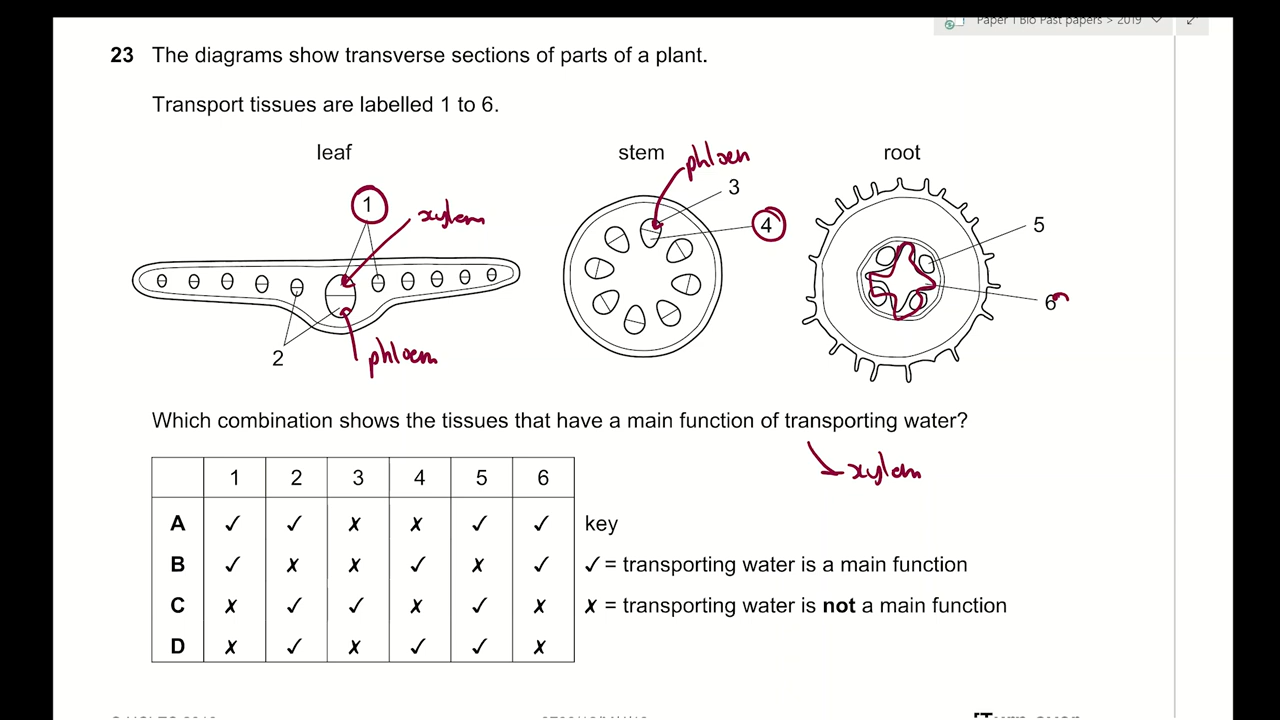 Paper 1 Bio Past papers > 2019
23 The diagrams show transverse sections of parts of a plant.
Transport tissues are labelled 1 to 6.
leaf stem root
phloem
1 xylem 3
4 5
6
2 phloem
Which combination shows the tissues that have a main function of transporting water?
xylem
1 2 3 4 5 6
A ✓ ✓ ✗ ✗ ✓ ✓ key
B ✓ ✗ ✗ ✓ ✗ ✓ ✓ = transporting water is a main function
C ✗ ✓ ✓ ✗ ✓ ✗ ✗ = transporting water is not a main function
D ✗ ✓ ✗ ✓ ✓ ✗